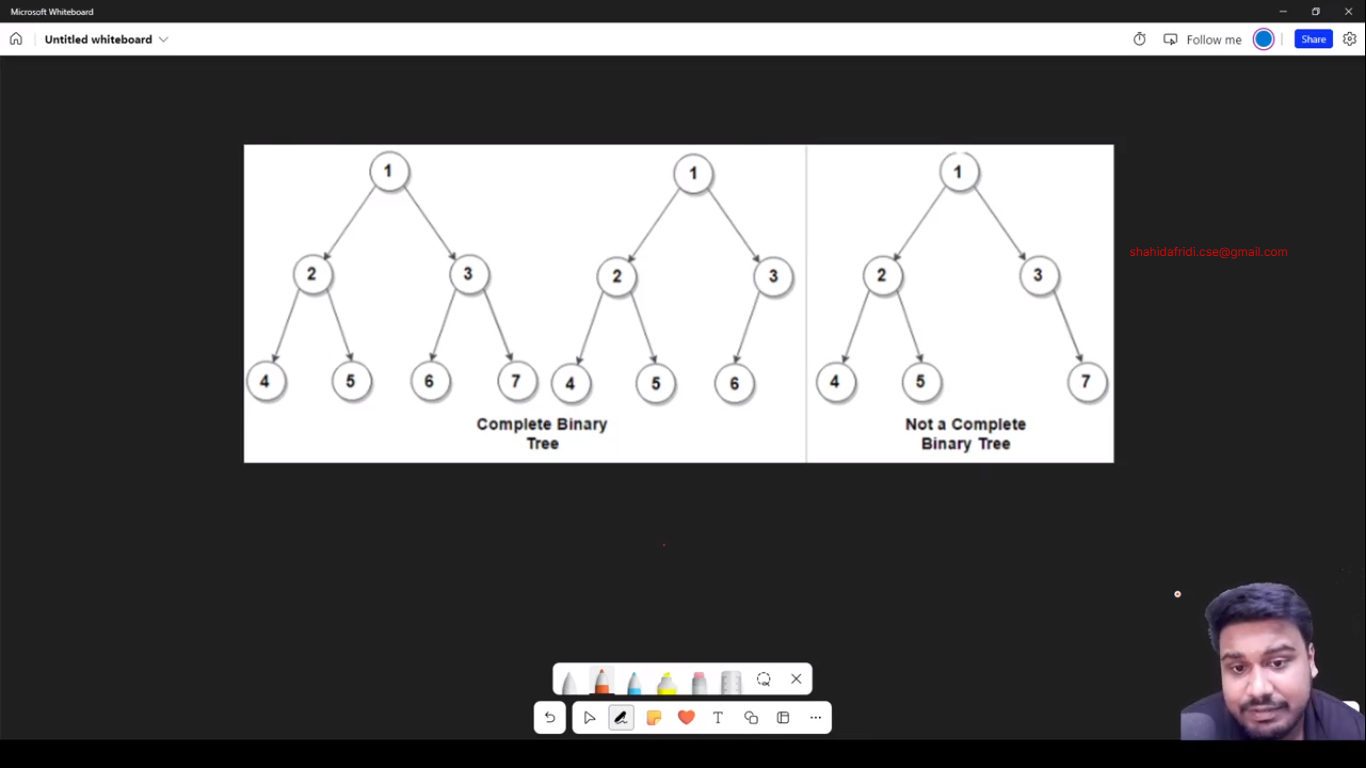 Microsoft Whiteboard
Untitled whiteboard
Follow me
Share
1
1
1
2
3
2
3
2
3
4
5
6
7
4
5
6
4
5
7
Complete Binary
Tree
Not a Complete
Binary Tree
shahidafridi.cse@gmail.com
T